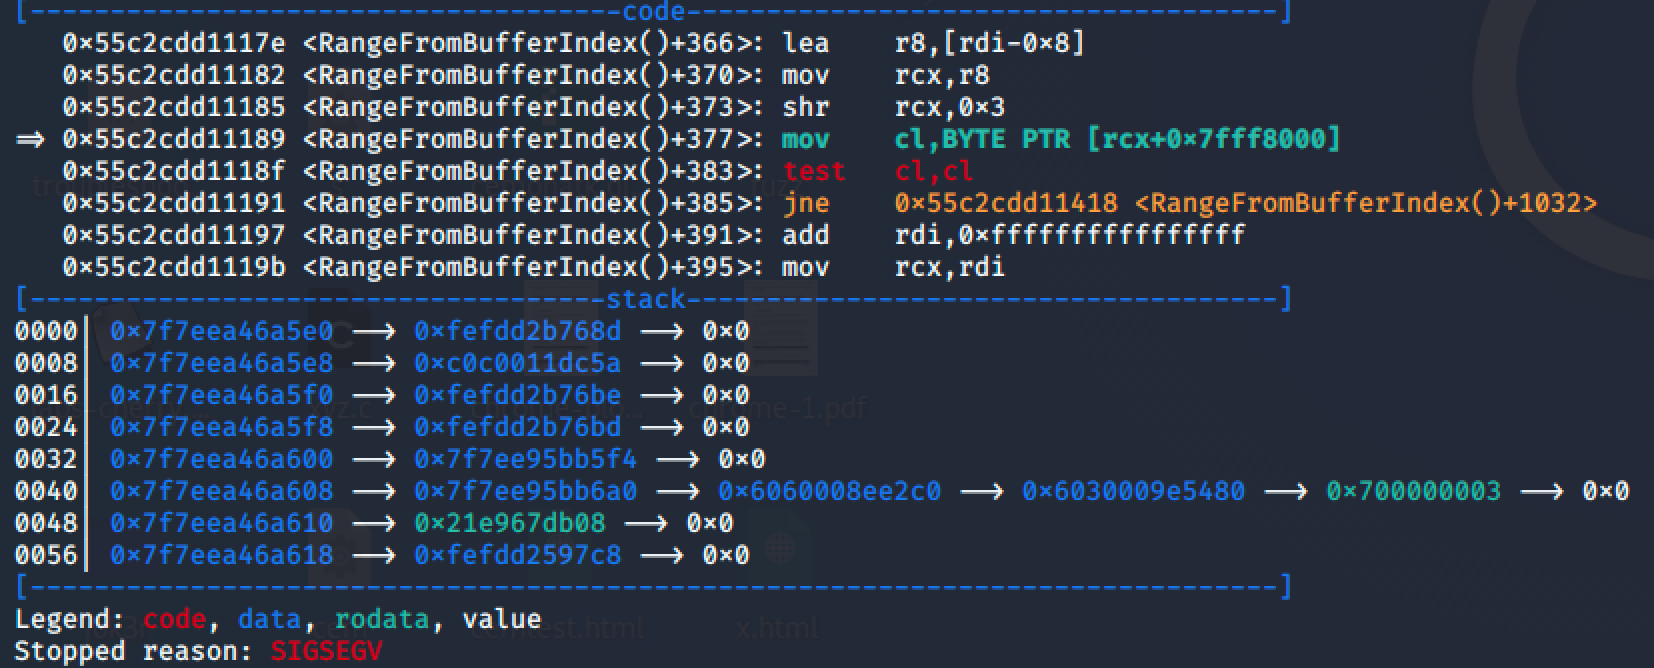 [-------------------------------------code-------------------------------------]
   0x55c2cdd1117e <RangeFromBufferIndex()+366>: lea    r8,[rdi-0x8]
   0x55c2cdd11182 <RangeFromBufferIndex()+370>: mov    rcx,r8
   0x55c2cdd11185 <RangeFromBufferIndex()+373>: shr    rcx,0x3
=> 0x55c2cdd11189 <RangeFromBufferIndex()+377>: mov    cl,BYTE PTR [rcx+0x7fff8000]
   0x55c2cdd1118f <RangeFromBufferIndex()+383>: test   cl,cl
   0x55c2cdd11191 <RangeFromBufferIndex()+385>: jne    0x55c2cdd11418 <RangeFromBufferIndex()+1032>
   0x55c2cdd11197 <RangeFromBufferIndex()+391>: add    rdi,0xffffffffffffffff
   0x55c2cdd1119b <RangeFromBufferIndex()+395>: mov    rcx,rdi
[------------------------------------stack-------------------------------------]
0000| 0x7f7eea46a5e0 --> 0xfefdd2b768d --> 0x0
0008| 0x7f7eea46a5e8 --> 0xc0c0011dc5a --> 0x0
0016| 0x7f7eea46a5f0 --> 0xfefdd2b76be --> 0x0
0024| 0x7f7eea46a5f8 --> 0xfefdd2b76bd --> 0x0
0032| 0x7f7eea46a600 --> 0x7f7ee95bb5f4 --> 0x0
0040| 0x7f7eea46a608 --> 0x7f7ee95bb6a0 --> 0x6060008ee2c0 --> 0x6030009e5480 --> 0x700000003 --> 0x0
0048| 0x7f7eea46a610 --> 0x21e967db08 --> 0x0
0056| 0x7f7eea46a618 --> 0xfefdd2597c8 --> 0x0
[------------------------------------------------------------------------------]
Legend: code, data, rodata, value
Stopped reason: SIGSEGV
x.html